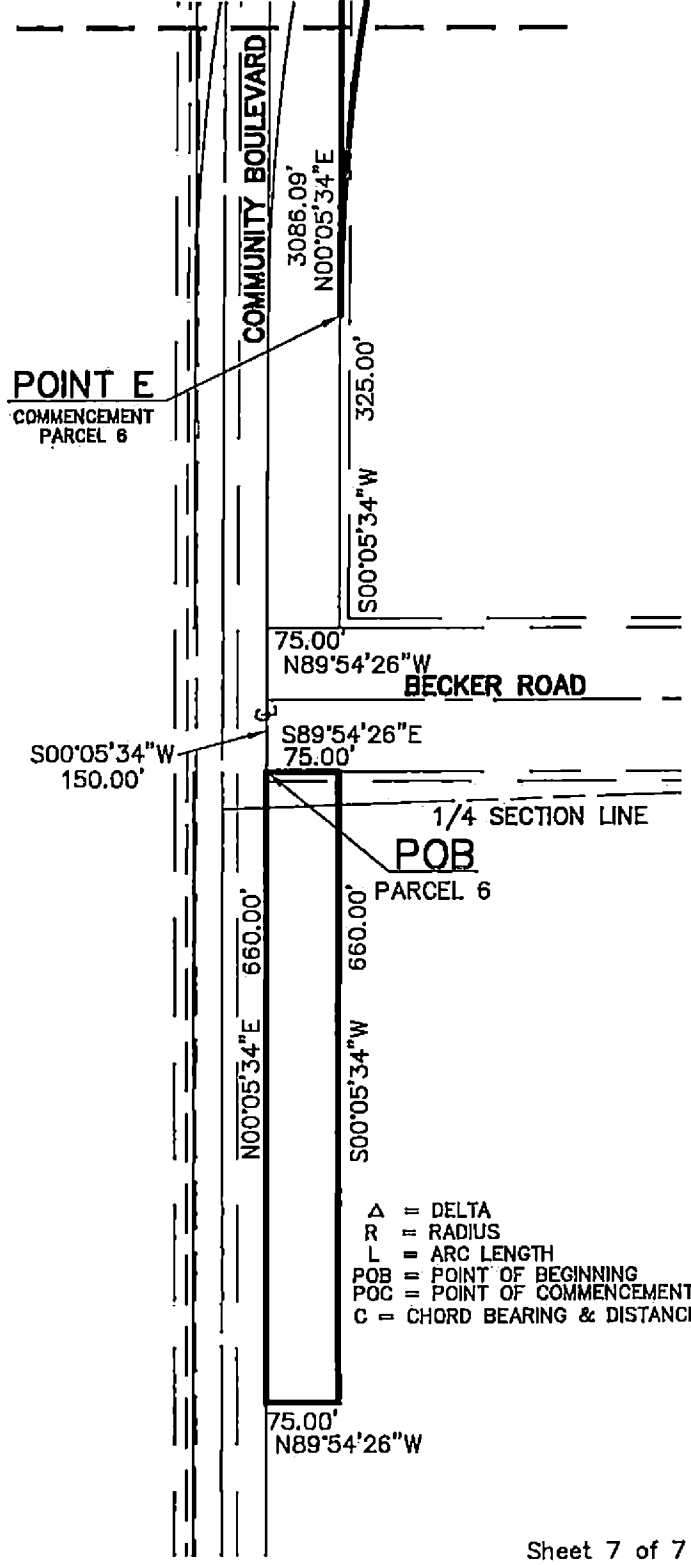 COMMUNITY BOULEVARD
3086.09'
N00°05'34"E
POINT E
COMMENCEMENT
PARCEL 6
325.00'
S00°05'34"W
75.00'
N89°54'26"W
BECKER ROAD
S00°05'34"W
150.00'
S89°54'26"E
75.00'
1/4 SECTION LINE
POB
PARCEL 6
660.00'
N00°05'34"E
660.00'
S00°05'34"W
Δ = DELTA
R = RADIUS
L = ARC LENGTH
POB = POINT OF BEGINNING
POC = POINT OF COMMENCEMENT
C = CHORD BEARING & DISTANC
75.00'
N89°54'26"W
Sheet 7 of 7